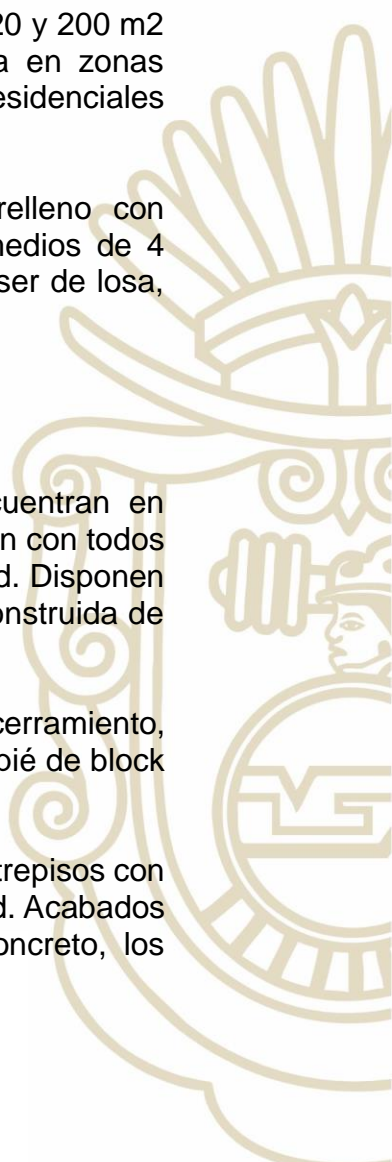 20 y 200 m2
a en zonas
esidenciales
relleno con
nedios de 4
ser de losa,
cuentran en
n con todos
d. Disponen
onstruida de
cerramiento,
pié de block
trepisos con
d. Acabados
oncreto, los